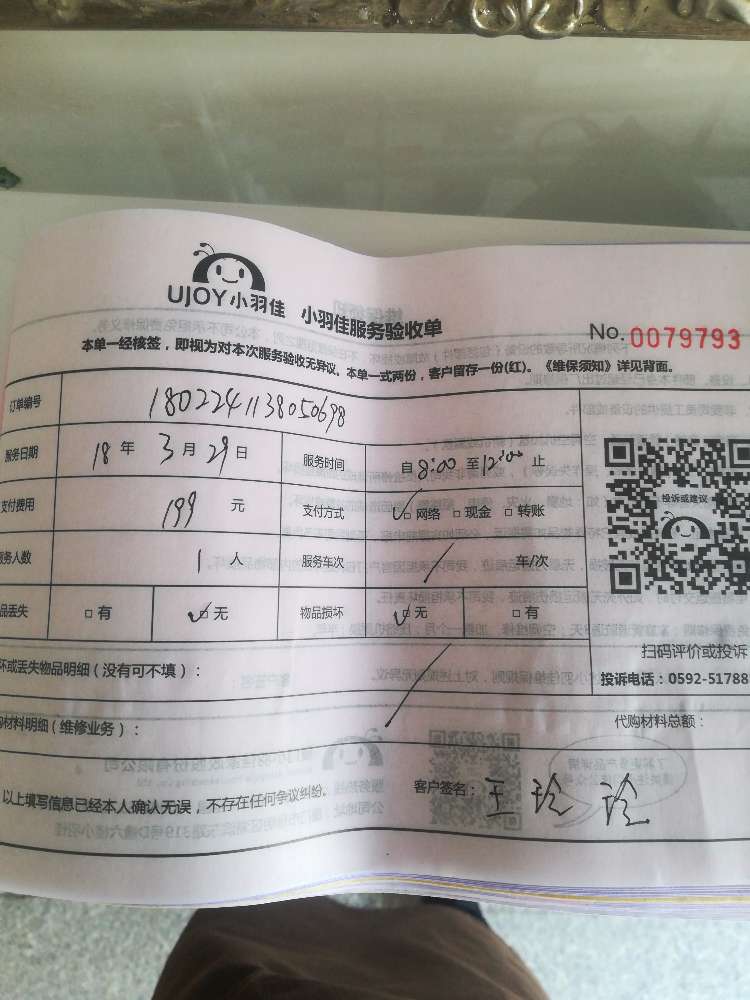 UJOY小羽佳 小羽佳服务验收单
No. 0079793
本单一经核签，即视为对本次服务验收无异议。本单一式两份，客户留存一份(红)。《维保须知》详见背面。
订单编号 1802241138050698
服务日期 18 年 3 月 29 日 服务时间 自 8:00 至 12:00 止
支付费用 199 元 支付方式 ☑ 网络 □ 现金 □ 转账
服务人数 1 人 服务车次 / 车/次
品丢失 □ 有 ☑ 无 物品损坏 ☑ 无 □ 有
投诉或建议
扫码评价或投诉
投诉电话：0592-51788
坏或丢失物品明细（没有可不填）：
购材料明细（维修业务）： 代购材料总额：
以上填写信息已经本人确认无误，不存在任何争议纠纷。 客户签名：王玲玲